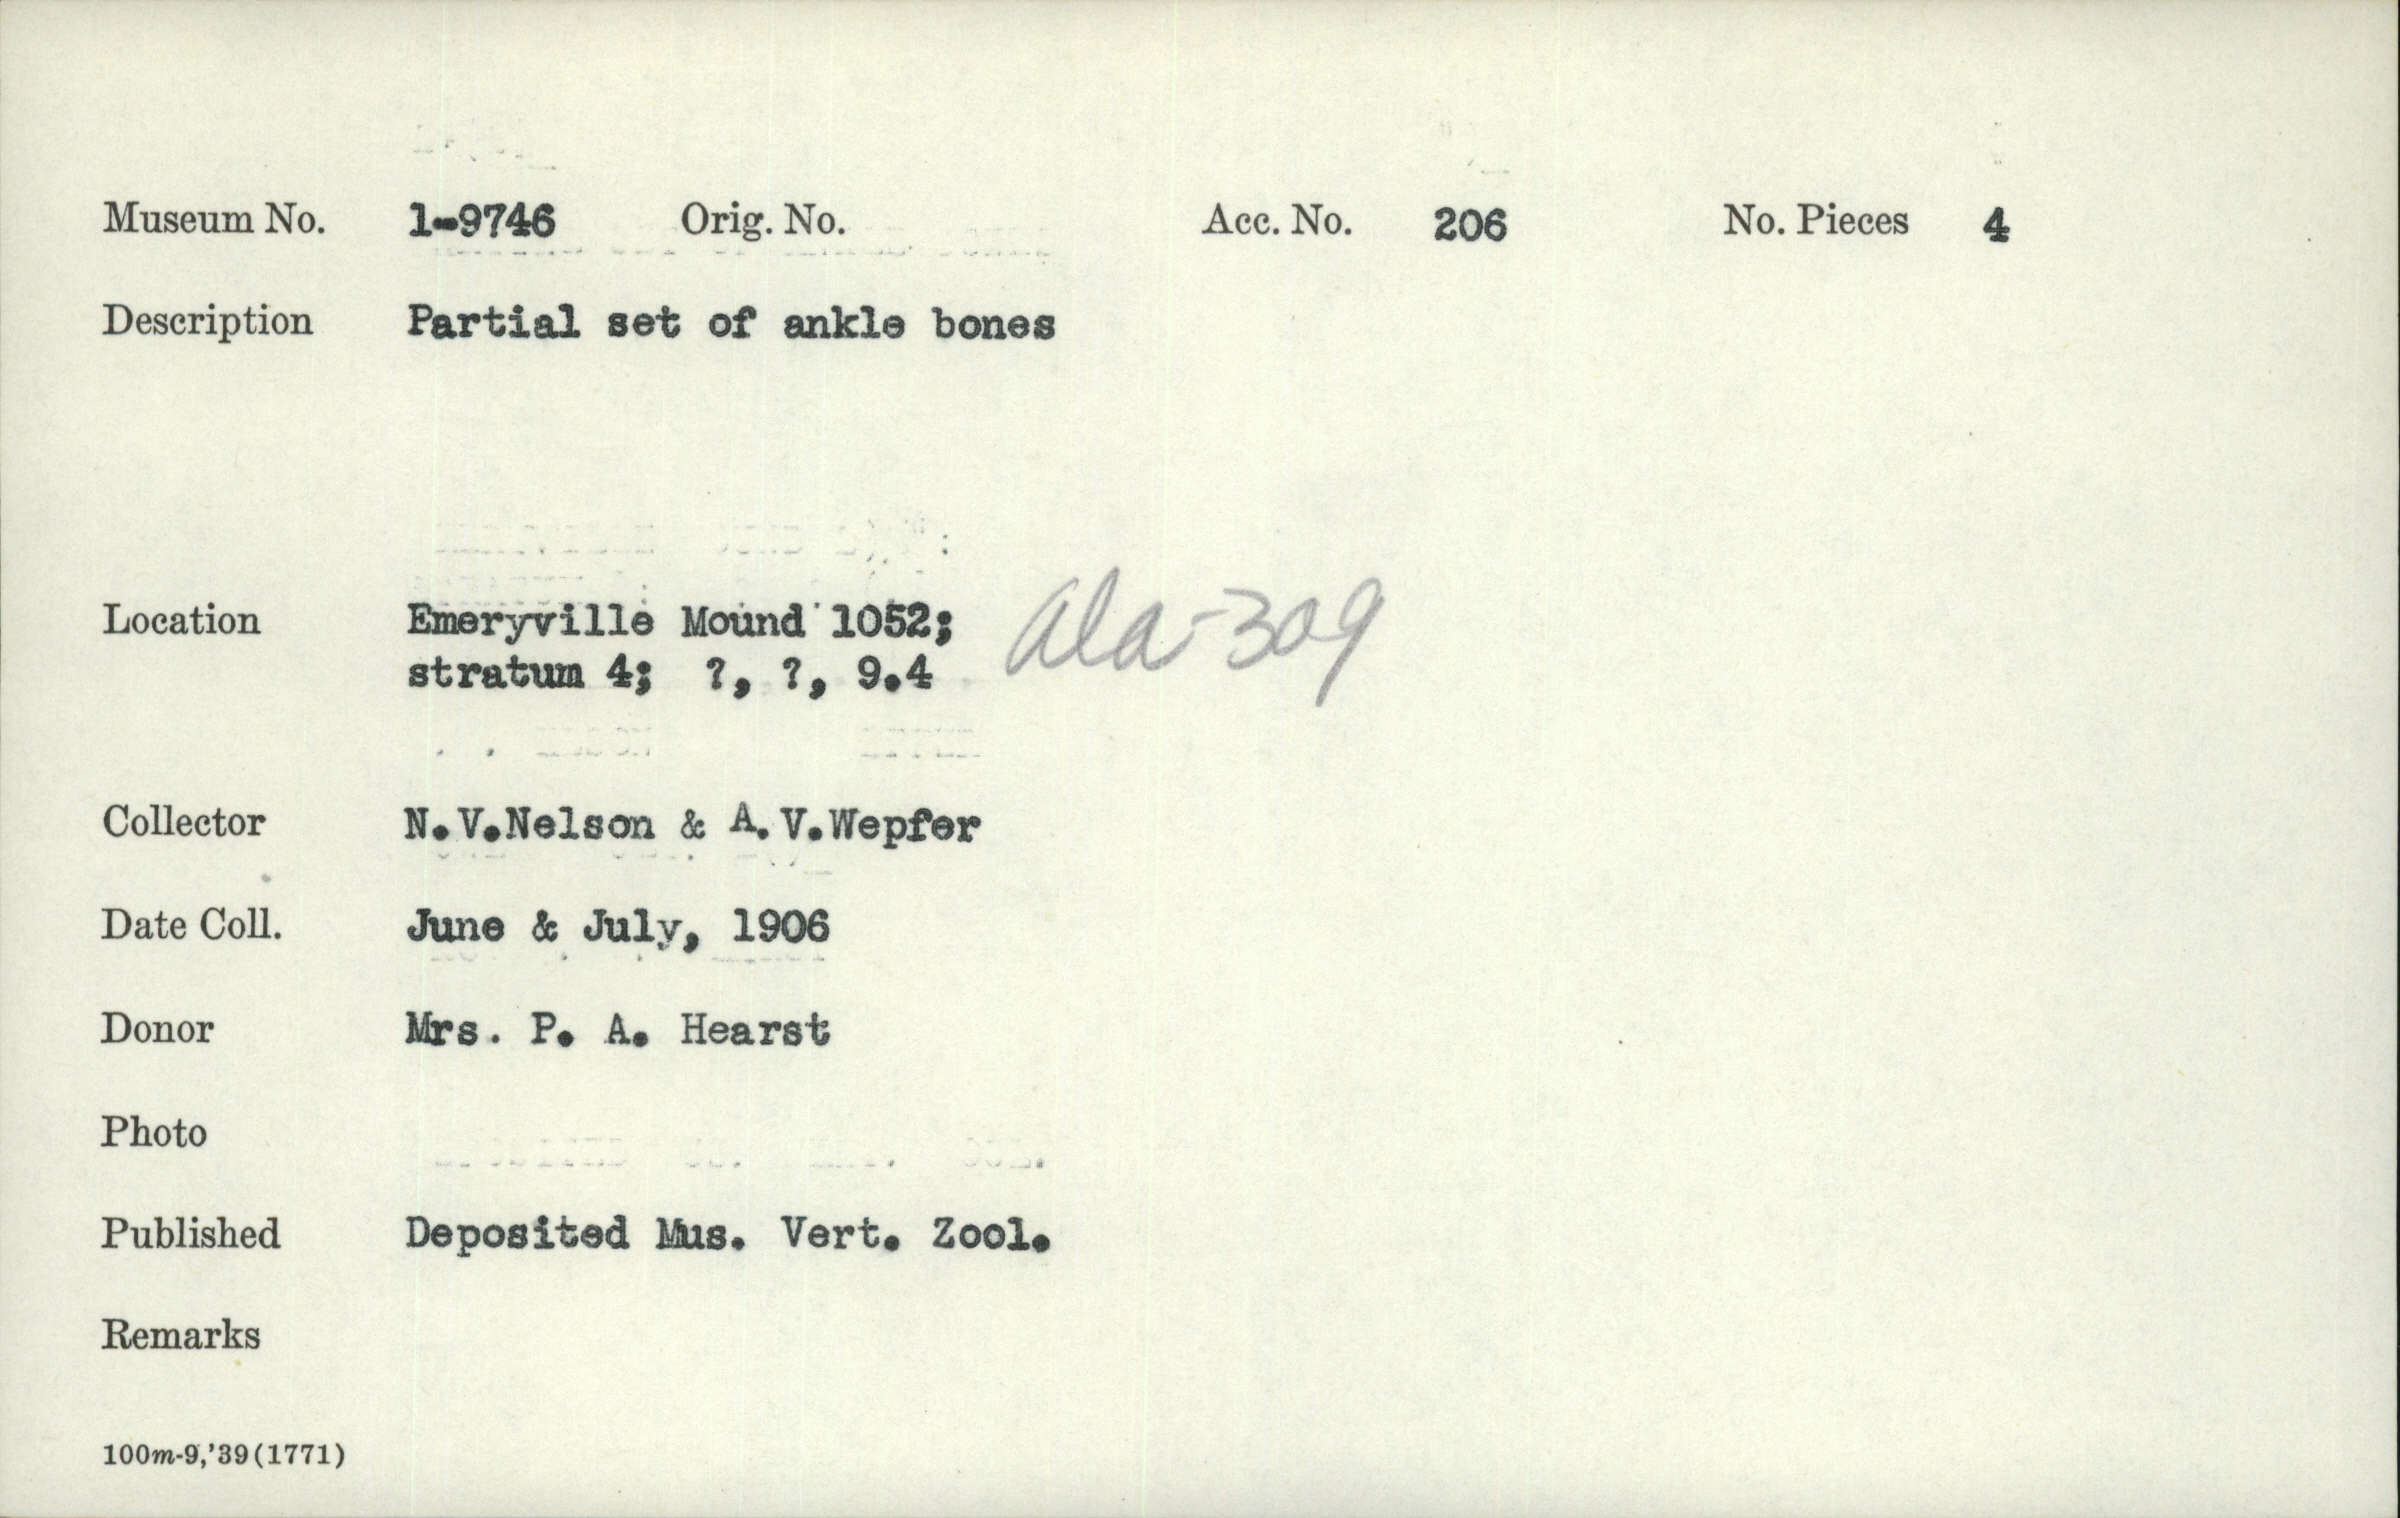 Museum No. 1-9746 Orig. No. Acc. No. 206 No. Pieces 4
Description Partial set of ankle bones
Location Emeryville Mound 1052; Ala-309
stratum 4; ?, ?, 9.4
Collector N.V.Nelson & A.V.Wepfer
Date Coll. June & July, 1906
Donor Mrs. P. A. Hearst
Photo
Published Deposited Mus. Vert. Zool.
Remarks
100m-9,'39(1771)